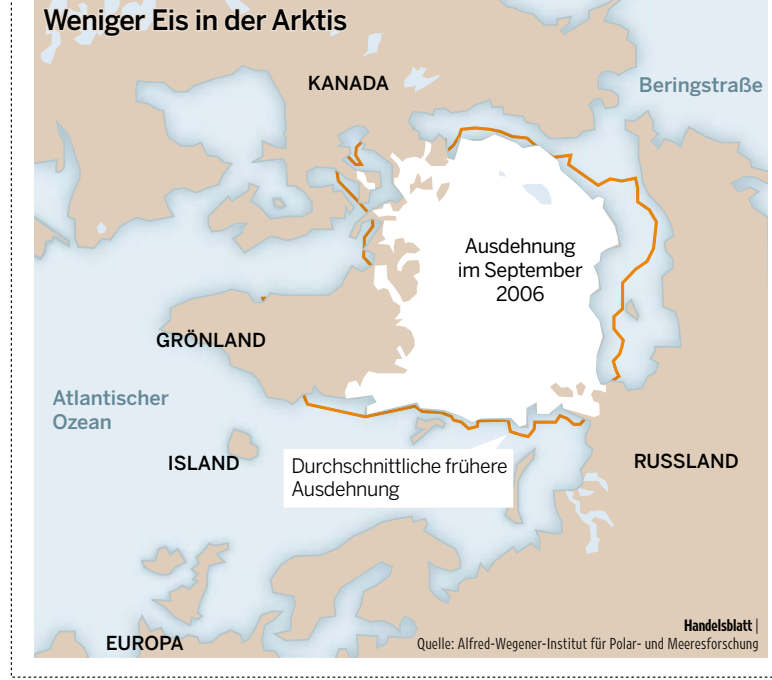 Weniger Eis in der Arktis
KANADA
Beringstraße
Ausdehnung
im September
2006
GRÖNLAND
Atlantischer
Ozean
ISLAND
Durchschnittliche frühere
Ausdehnung
RUSSLAND
EUROPA
Handelsblatt |
Quelle: Alfred-Wegener-Institut für Polar- und Meeresforschung